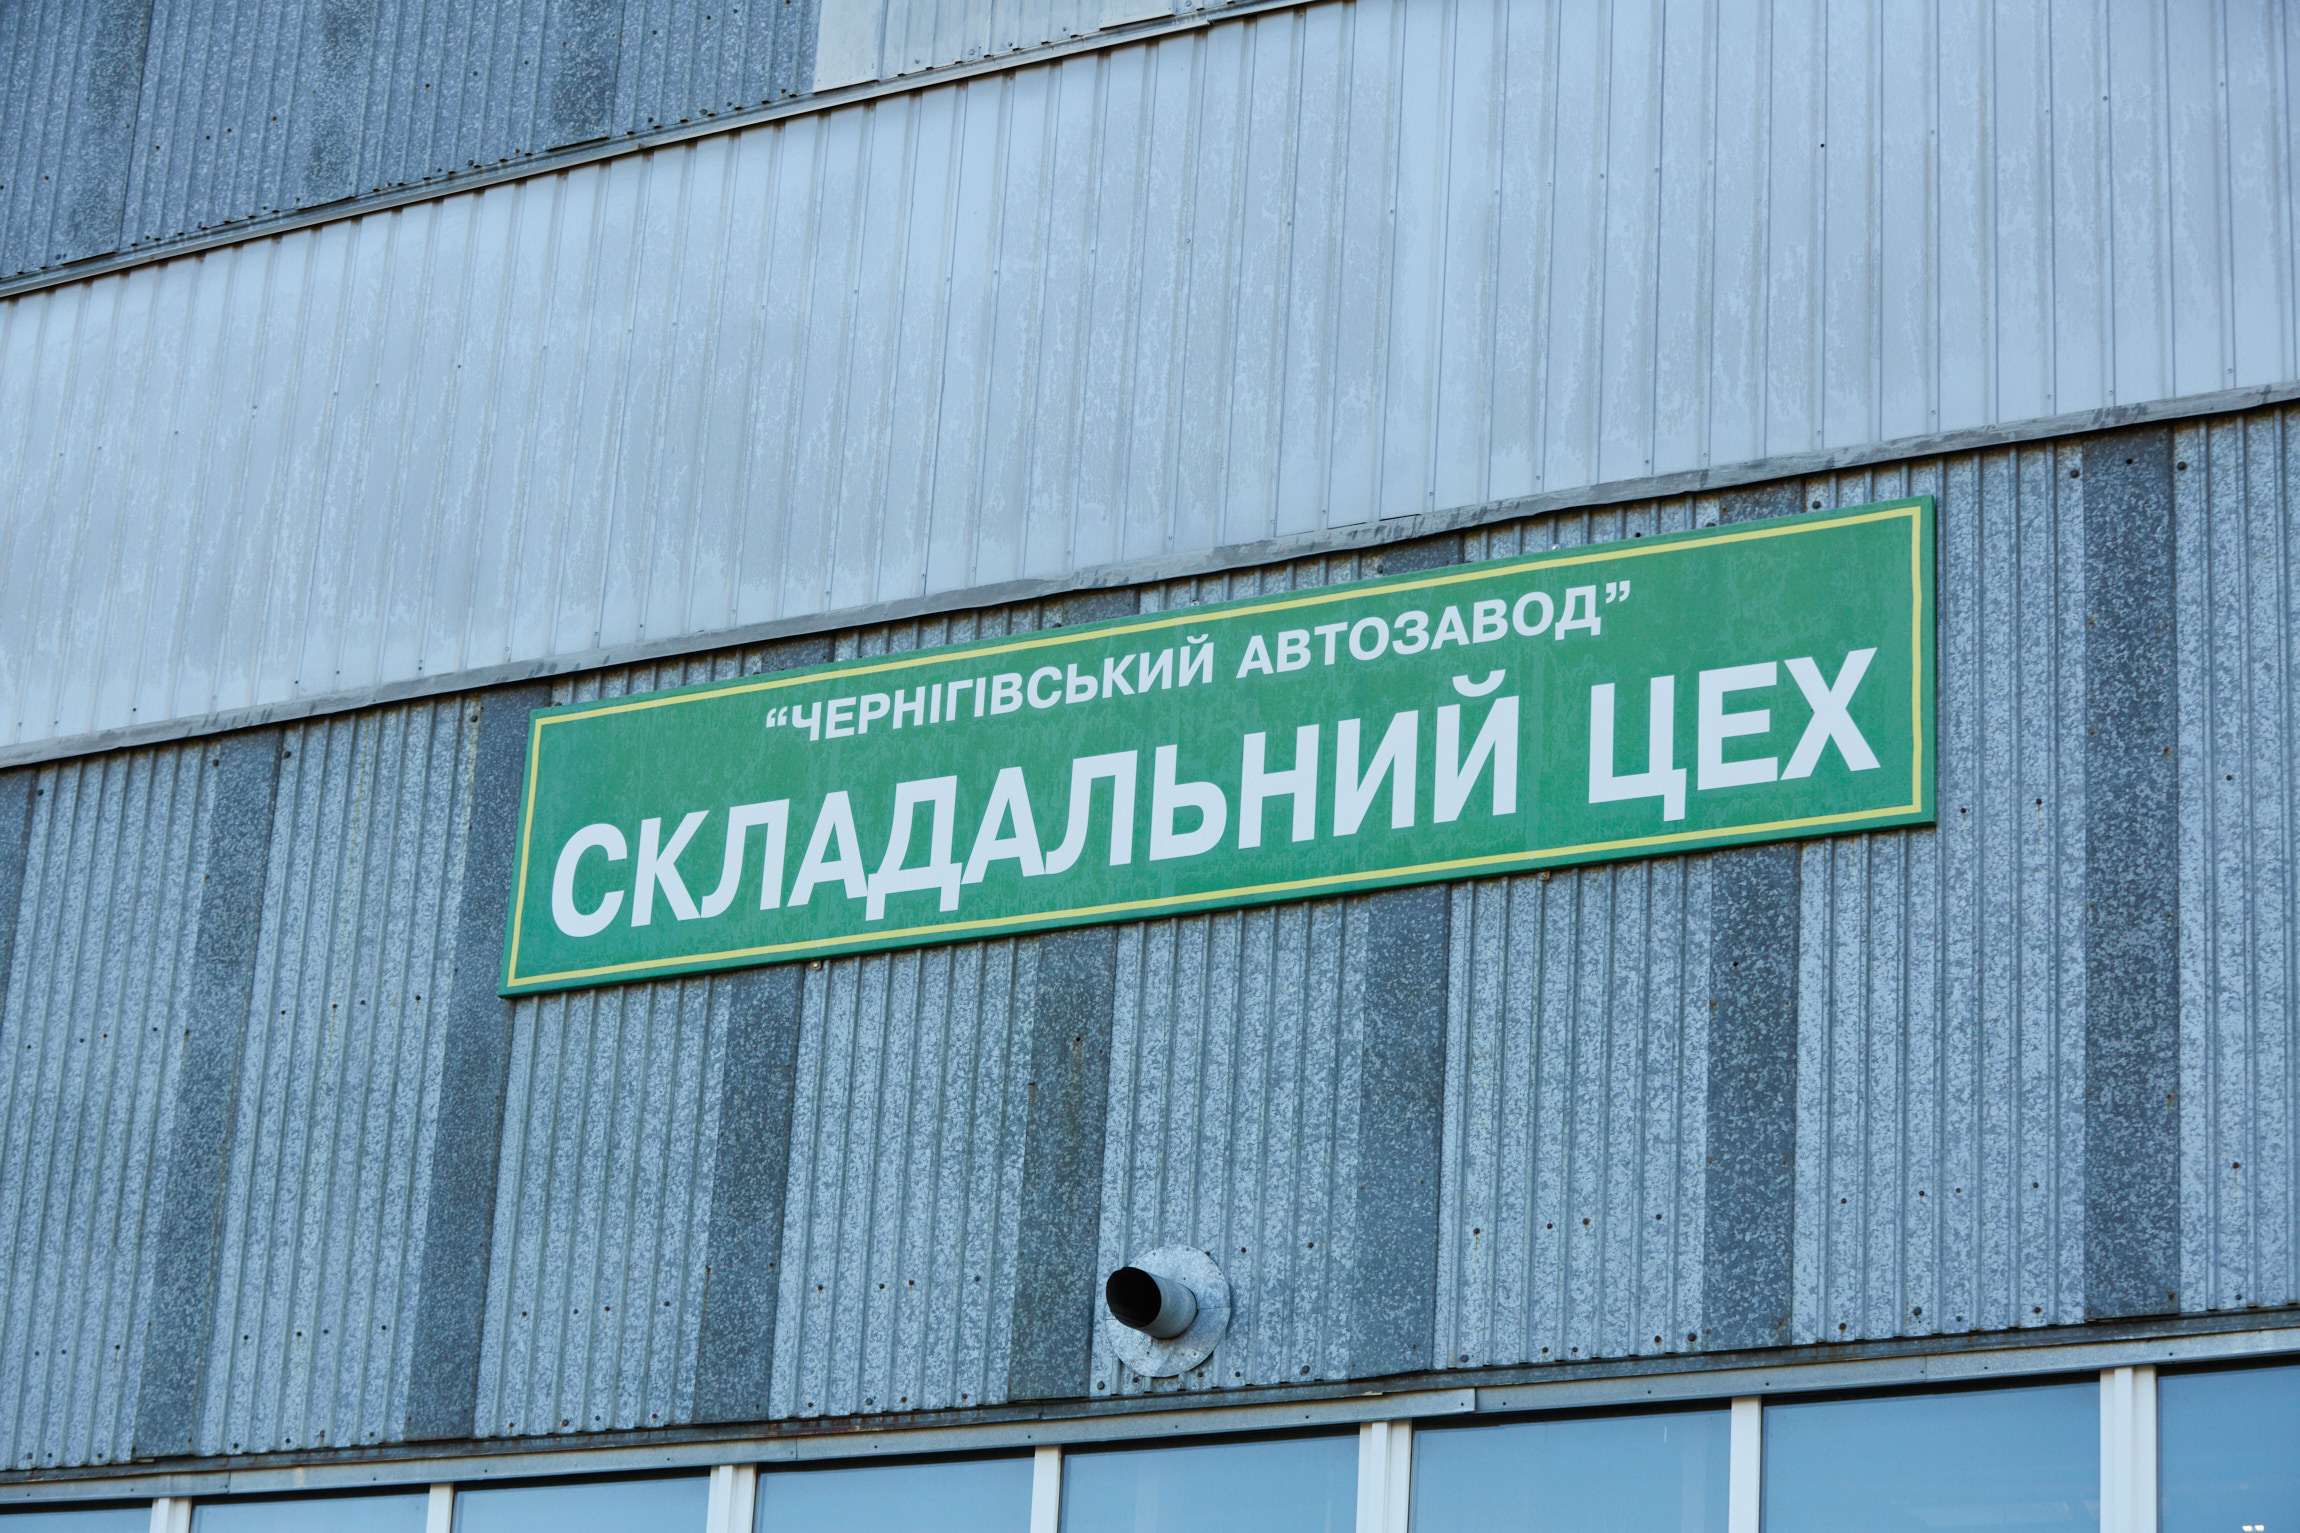 “ЧЕРНІГІВСЬКИЙ АВТОЗАВОД”
СКЛАДАЛЬНИЙ ЦЕХ